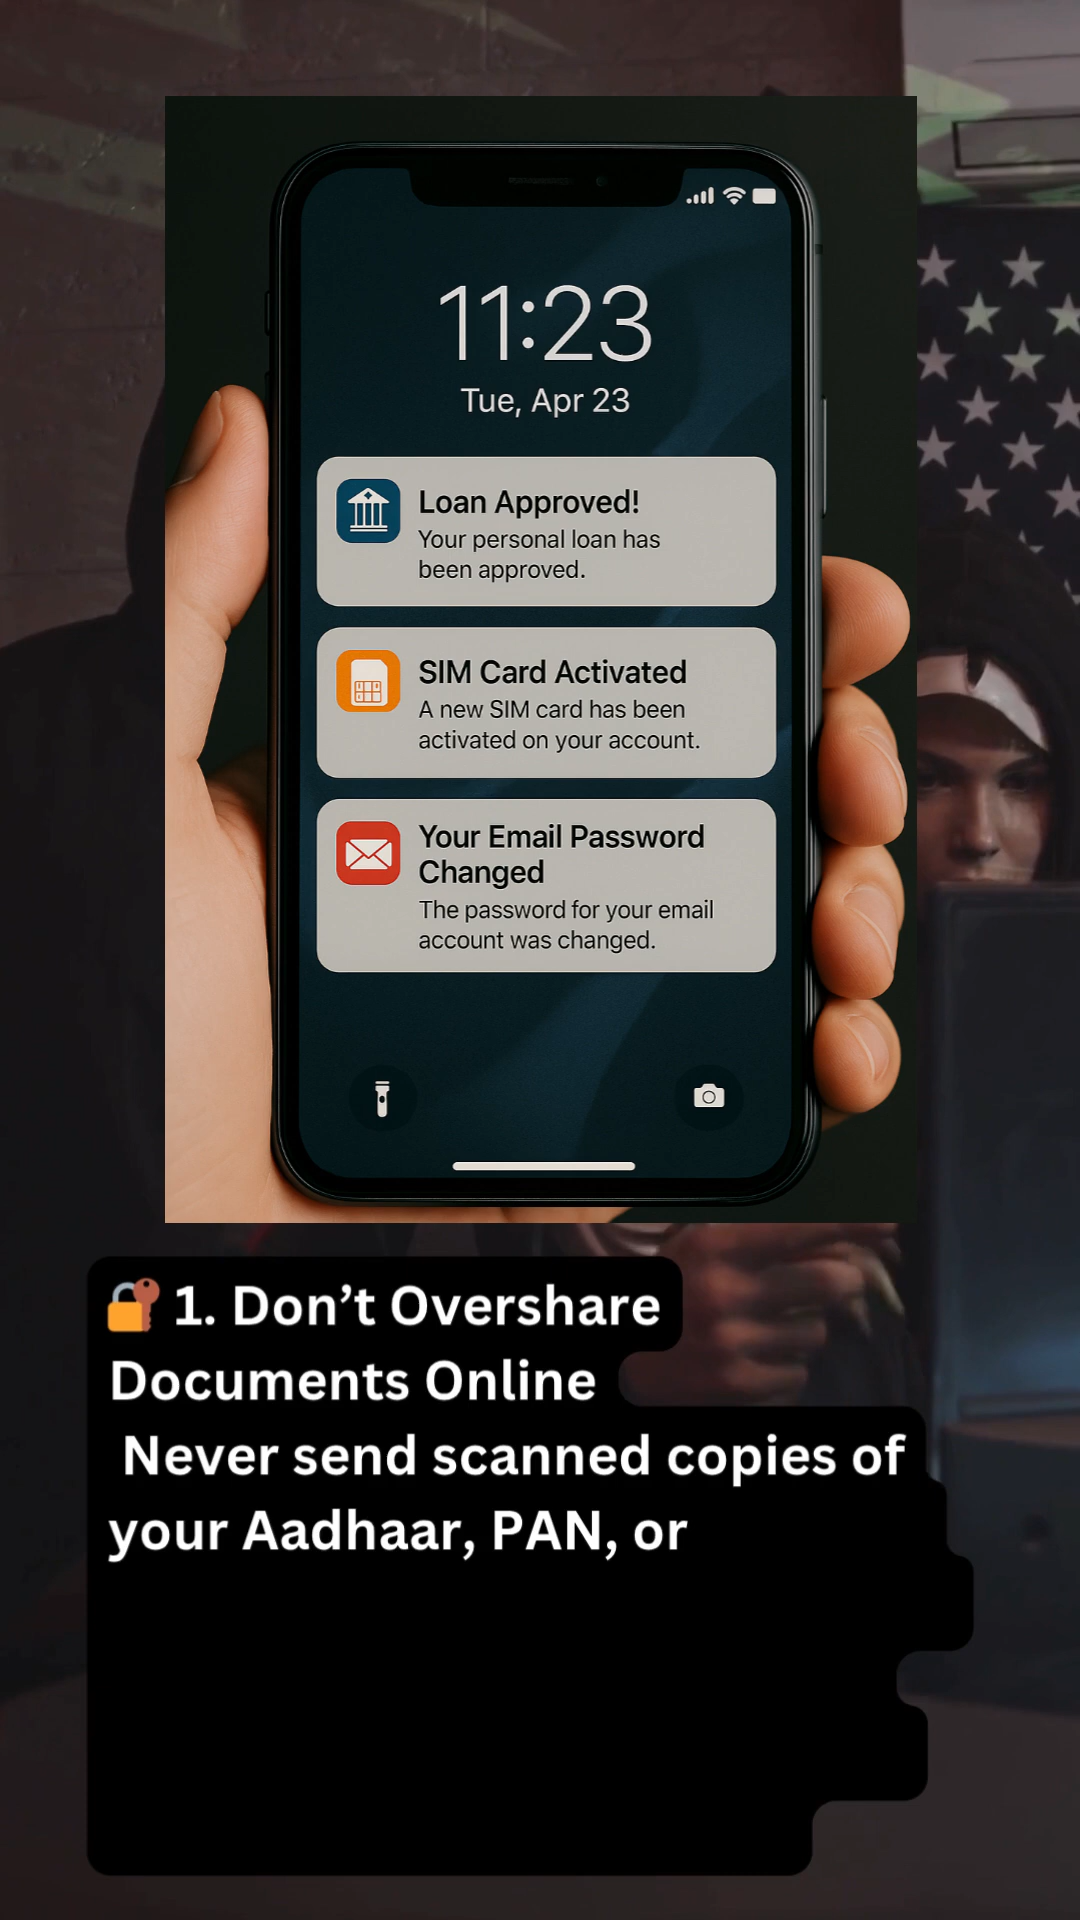 11:23
Tue, Apr 23
Loan Approved!
Your personal loan has
been approved.
SIM Card Activated
A new SIM card has been
activated on your account.
Your Email Password
Changed
The password for your email
account was changed.
🔐 1. Don’t Overshare
Documents Online
Never send scanned copies of
your Aadhaar, PAN, or